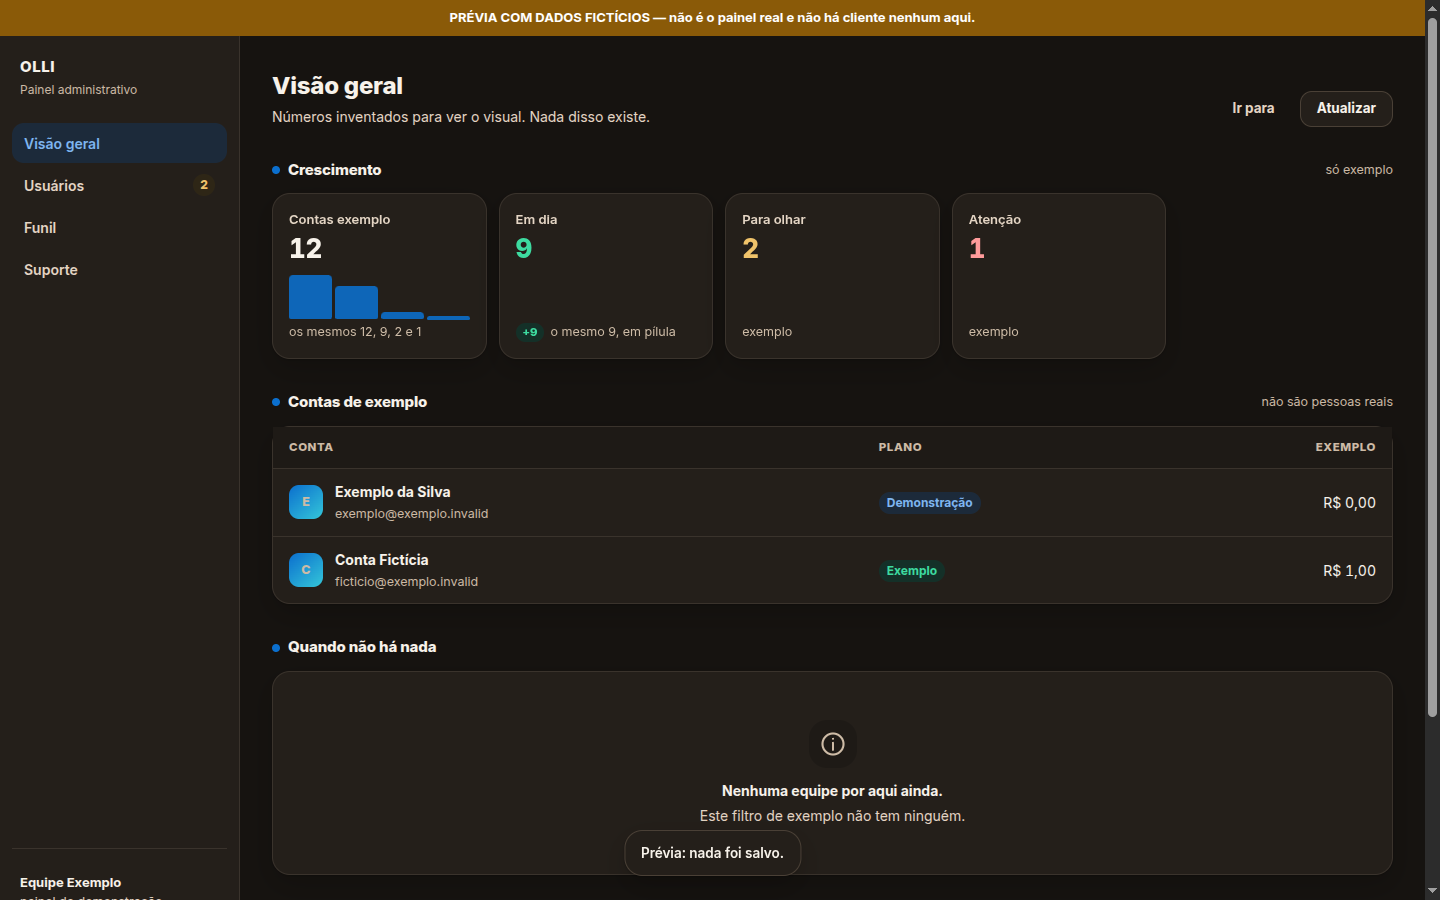 PRÉVIA COM DADOS FICTÍCIOS — não é o painel real e não há cliente nenhum aqui.
OLLI
Painel administrativo
Visão geral
Usuários 2
Funil
Suporte
Equipe Exemplo
painel de demonstração
Visão geral
Números inventados para ver o visual. Nada disso existe.
Ir para
Atualizar
Crescimento
só exemplo
Contas exemplo
12
os mesmos 12, 9, 2 e 1
Em dia
9
+9 o mesmo 9, em pílula
Para olhar
2
exemplo
Atenção
1
exemplo
Contas de exemplo
não são pessoas reais
CONTA PLANO EXEMPLO
E
Exemplo da Silva
exemplo@exemplo.invalid
Demonstração
R$ 0,00
C
Conta Fictícia
ficticio@exemplo.invalid
Exemplo
R$ 1,00
Quando não há nada
Nenhuma equipe por aqui ainda.
Este filtro de exemplo não tem ninguém.
Prévia: nada foi salvo.